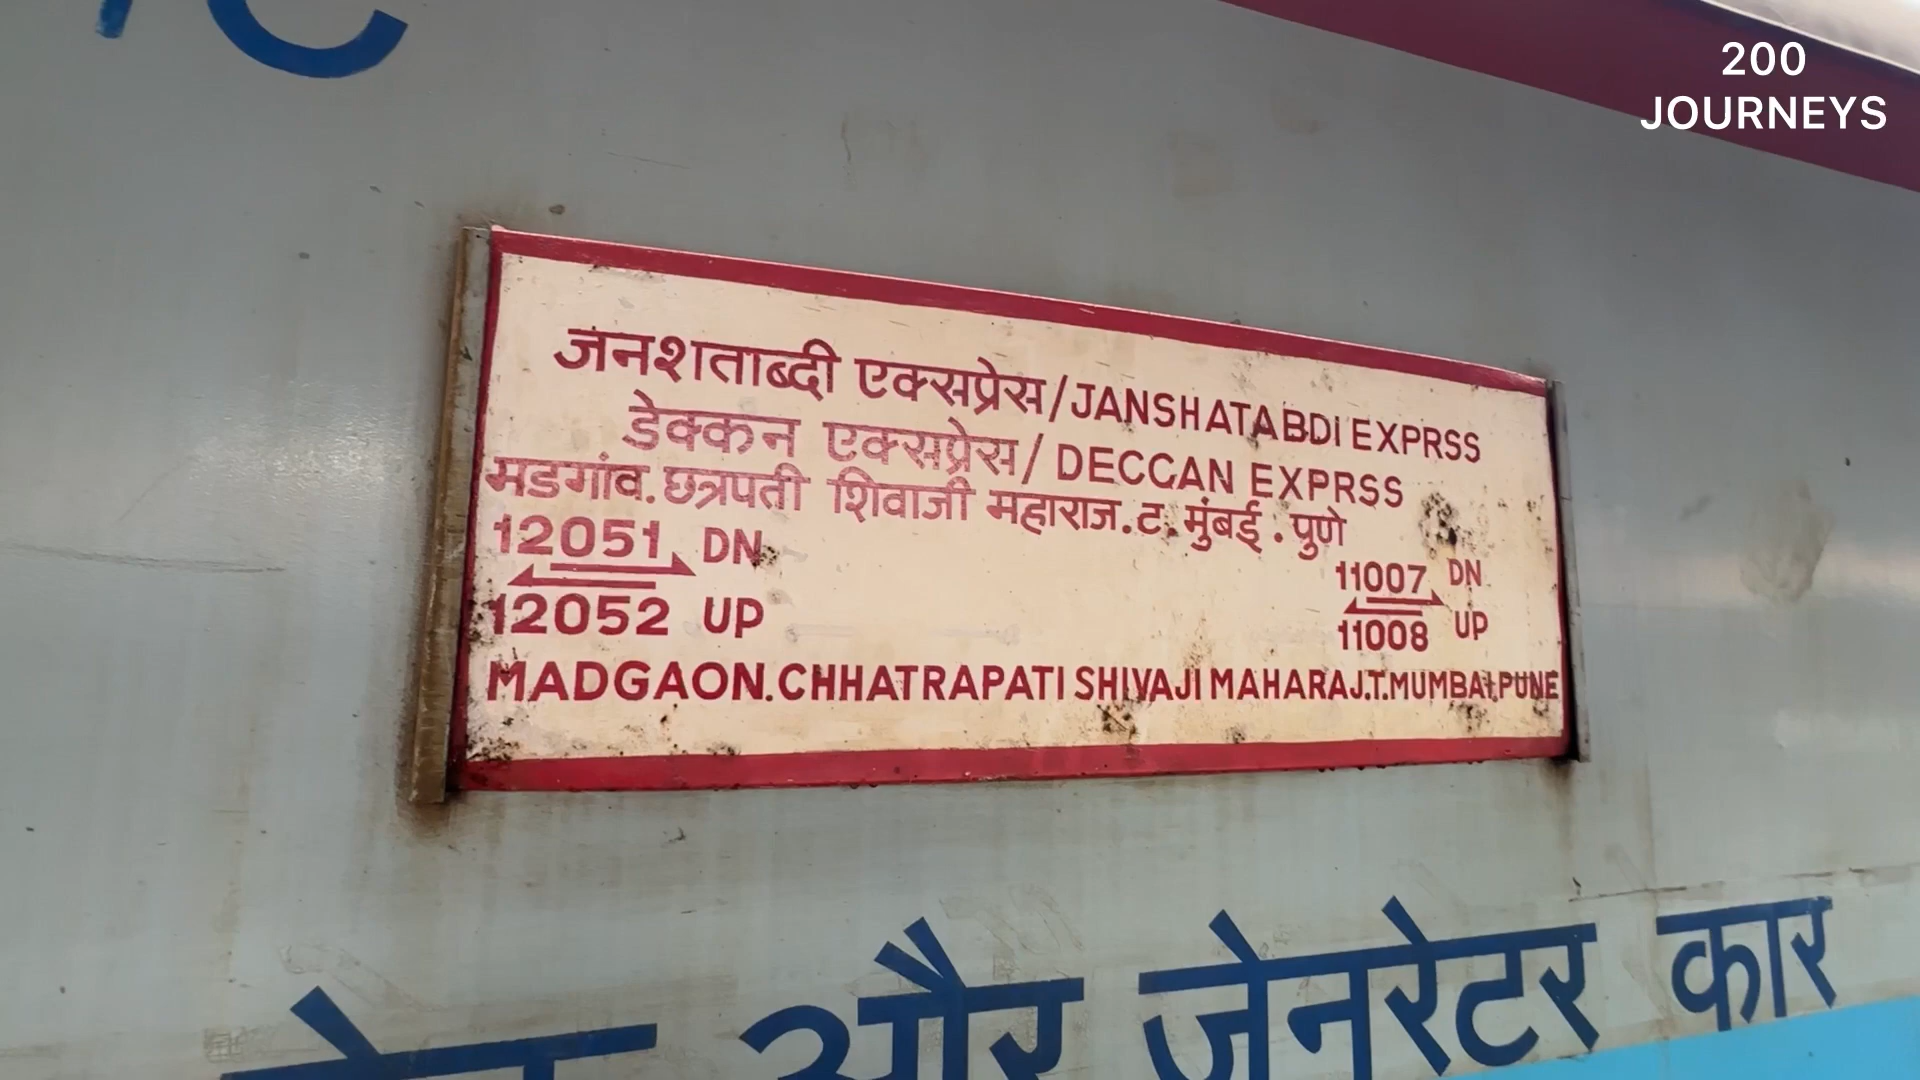 200
JOURNEYS
जनशताब्दी एक्सप्रेस/JANSHATABDI EXPRSS
डेक्कन एक्सप्रेस/DECCAN EXPRSS
मडगांव.छत्रपती शिवाजी महाराज.ट.मुंबई.पुणे
12051 DN
12052 UP
11007 DN
11008 UP
MADGAON.CHHATRAPATI SHIVAJI MAHARAJ.T.MUMBAI.PUNE
और जेनरेटर कार